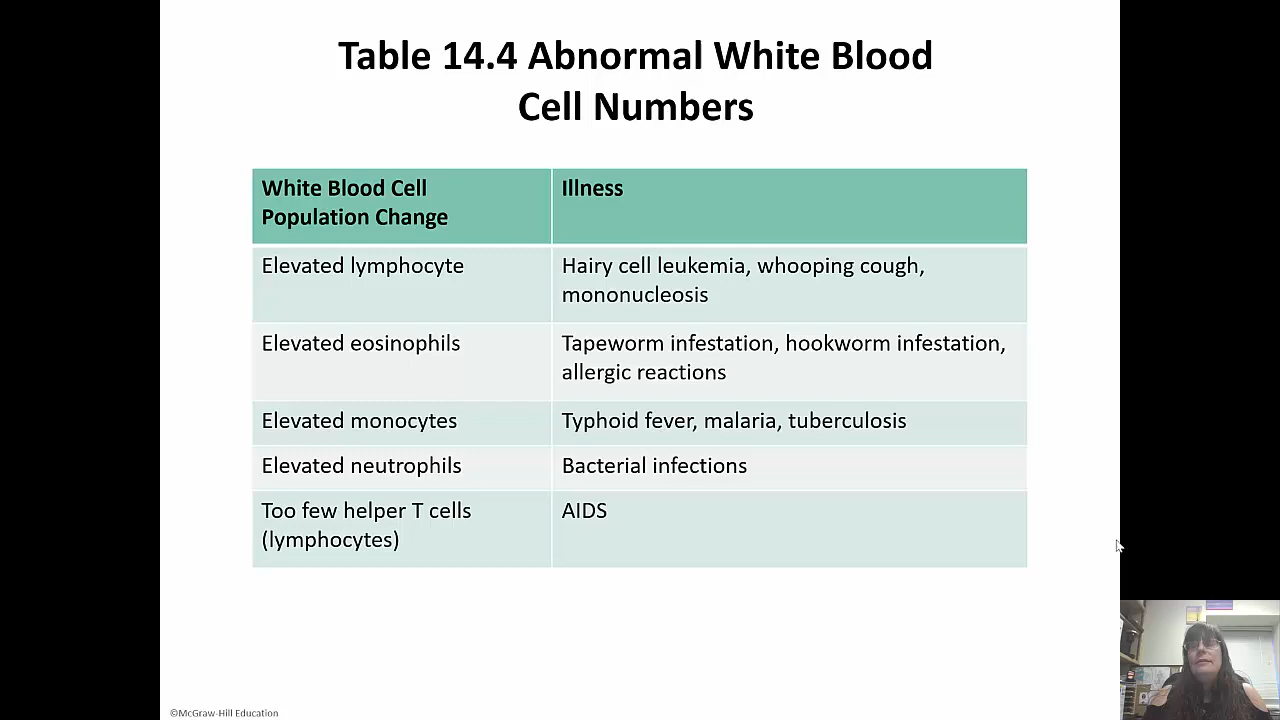 Table 14.4 Abnormal White Blood
Cell Numbers
White Blood Cell
Population Change
Illness
Elevated lymphocyte
Hairy cell leukemia, whooping cough,
mononucleosis
Elevated eosinophils
Tapeworm infestation, hookworm infestation,
allergic reactions
Elevated monocytes
Typhoid fever, malaria, tuberculosis
Elevated neutrophils
Bacterial infections
Too few helper T cells
(lymphocytes)
AIDS
©McGraw-Hill Education